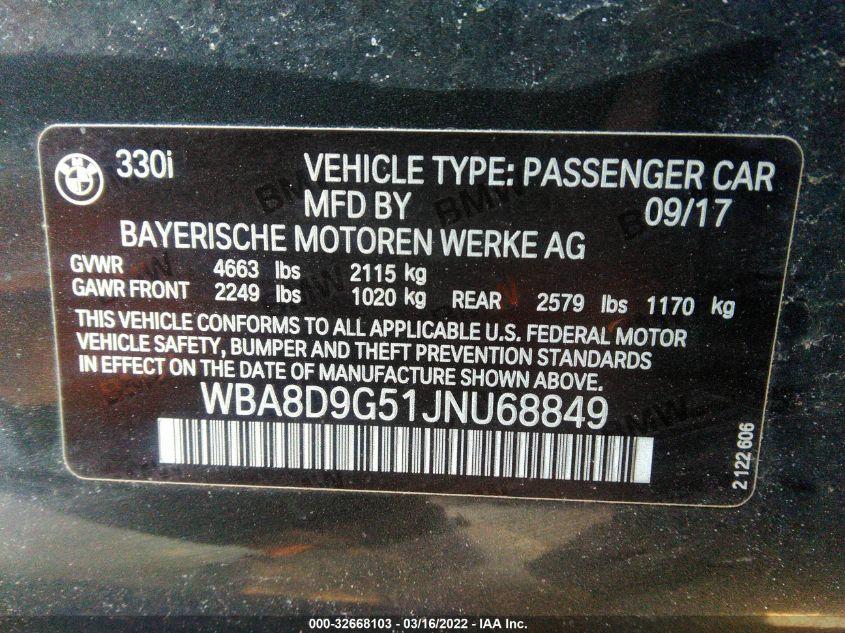 330i VEHICLE TYPE: PASSENGER CAR
MFD BY 09/17
BAYERISCHE MOTOREN WERKE AG
GVWR 4663 lbs 2115 kg
GAWR FRONT 2249 lbs 1020 kg REAR 2579 lbs 1170 kg
THIS VEHICLE CONFORMS TO ALL APPLICABLE U.S. FEDERAL MOTOR
VEHICLE SAFETY, BUMPER AND THEFT PREVENTION STANDARDS
IN EFFECT ON THE DATE OF MANUFACTURE SHOWN ABOVE.
WBA8D9G51JNU68849
2122606
000-32668103 - 03/16/2022 - IAA Inc.